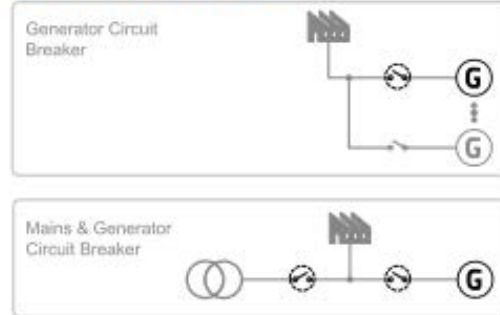 Generator Circuit
Breaker
G
G
Mains & Generator
Circuit Breaker
G